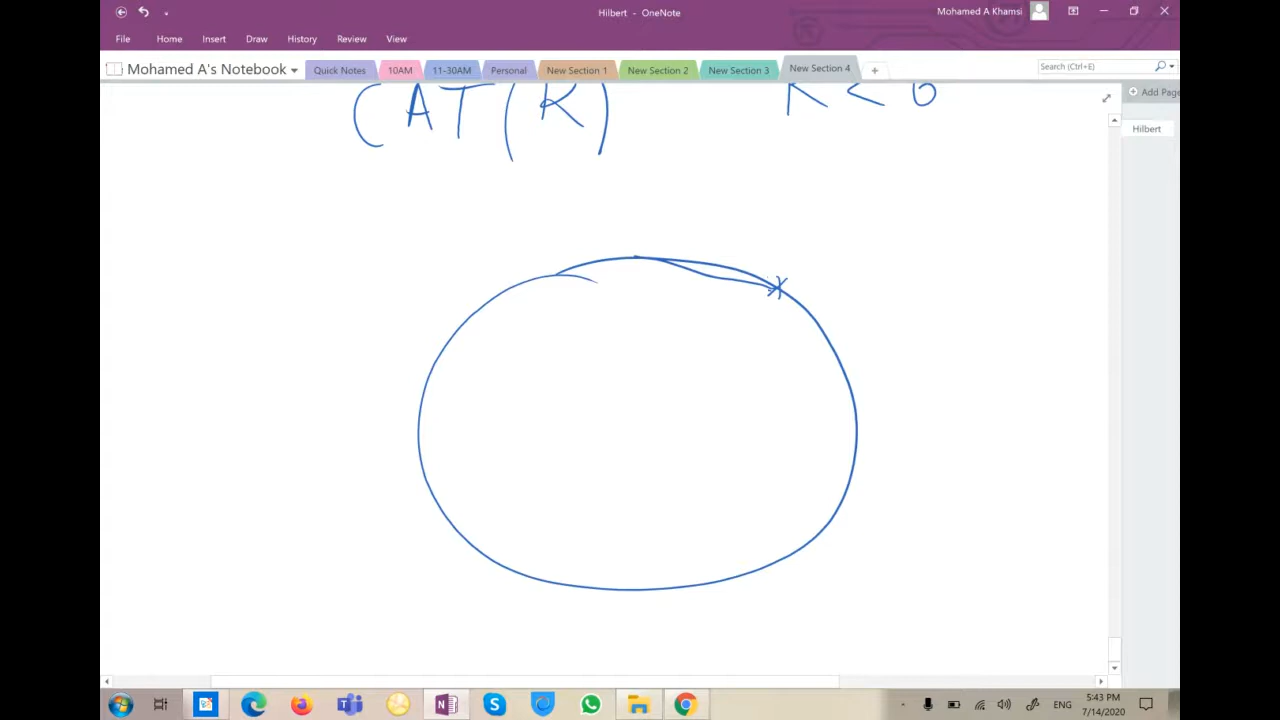 Hilbert - OneNote
Mohamed A Khamsi
File Home Insert Draw History Review View
Mohamed A's Notebook Quick Notes 10AM 11-30AM Personal New Section 1 New Section 2 New Section 3 New Section 4 Search (Ctrl+E)
Add Page
Hilbert
CAT(K) K < 0
ENG
5:43 PM
7/14/2020